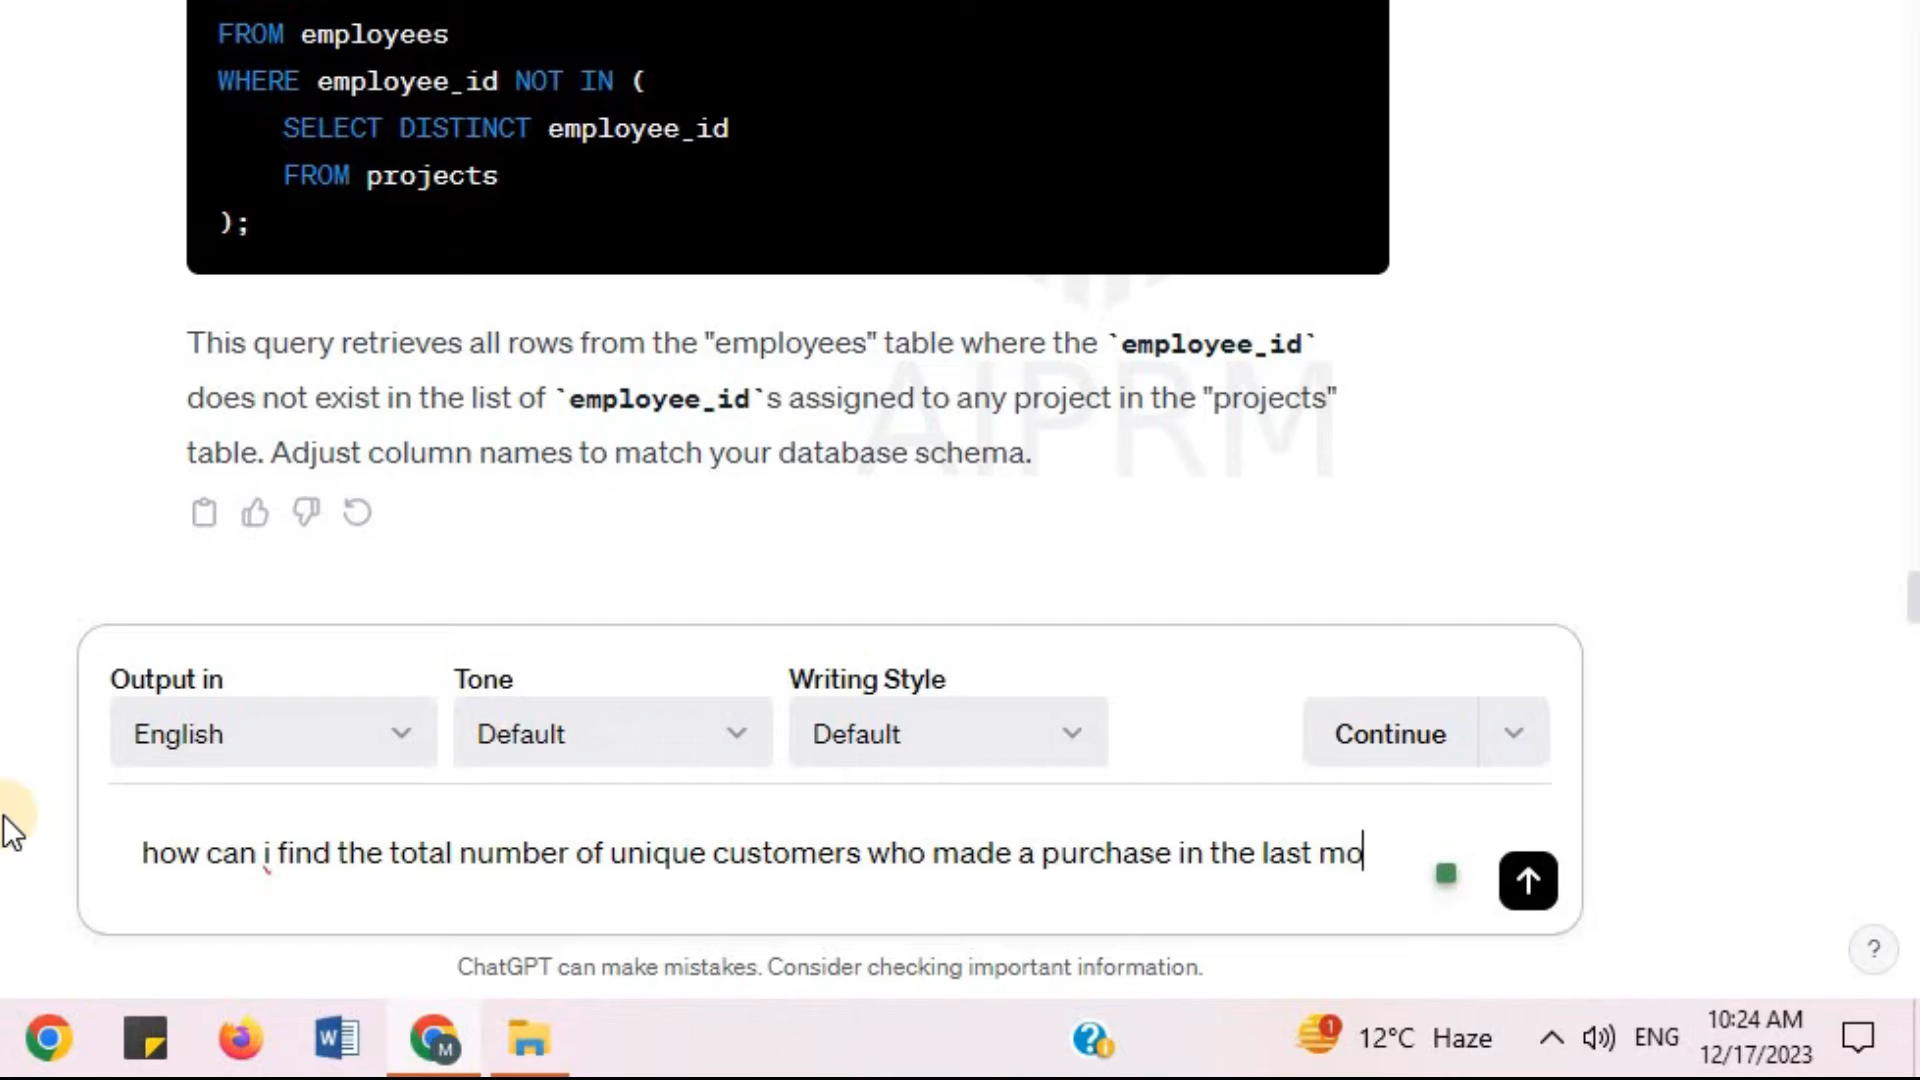 FROM employees
WHERE employee_id NOT IN (
SELECT DISTINCT employee_id
FROM projects
);
This query retrieves all rows from the "employees" table where the `employee_id`
does not exist in the list of `employee_id`s assigned to any project in the "projects"
table. Adjust column names to match your database schema.
AIPRM
Output in
Tone
Writing Style
English
Default
Default
Continue
how can i find the total number of unique customers who made a purchase in the last mo
ChatGPT can make mistakes. Consider checking important information.
?
W
M
?
1
12°C Haze
ENG
10:24 AM
12/17/2023